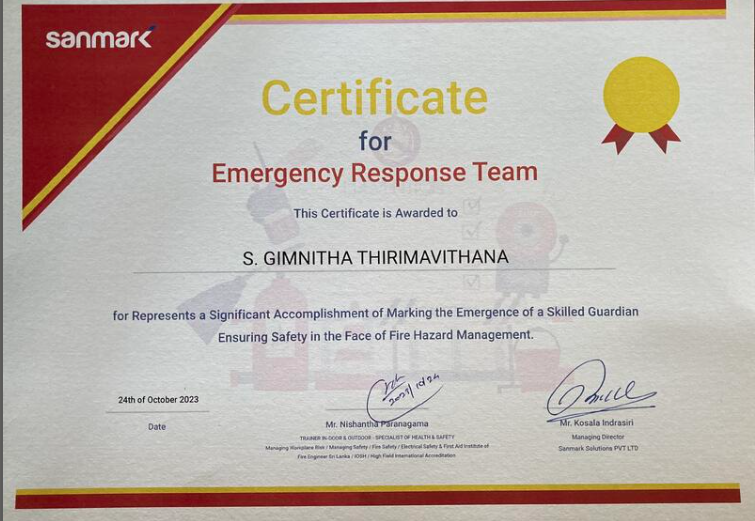 sanmark
Certificate
for
Emergency Response Team
This Certificate is Awarded to
S. GIMNITHA THIRIMAVITHANA
for Represents a Significant Accomplishment of Marking the Emergence of a Skilled Guardian
Ensuring Safety in the Face of Fire Hazard Management.
24th of October 2023
Date
2023/10/24
Mr. Nishantha Paranagama
TRAINER IN-DOOR & OUTDOOR - SPECIALIST OF HEALTH & SAFETY
Managing Workplace Risk / Managing Safety / Fire Safety / Electrical Safety & First Aid Institute of
Fire Engineer Sri Lanka / IOSH / High Field International Accreditation
Mr. Kosala Indrasiri
Managing Director
Sanmark Solutions PVT LTD